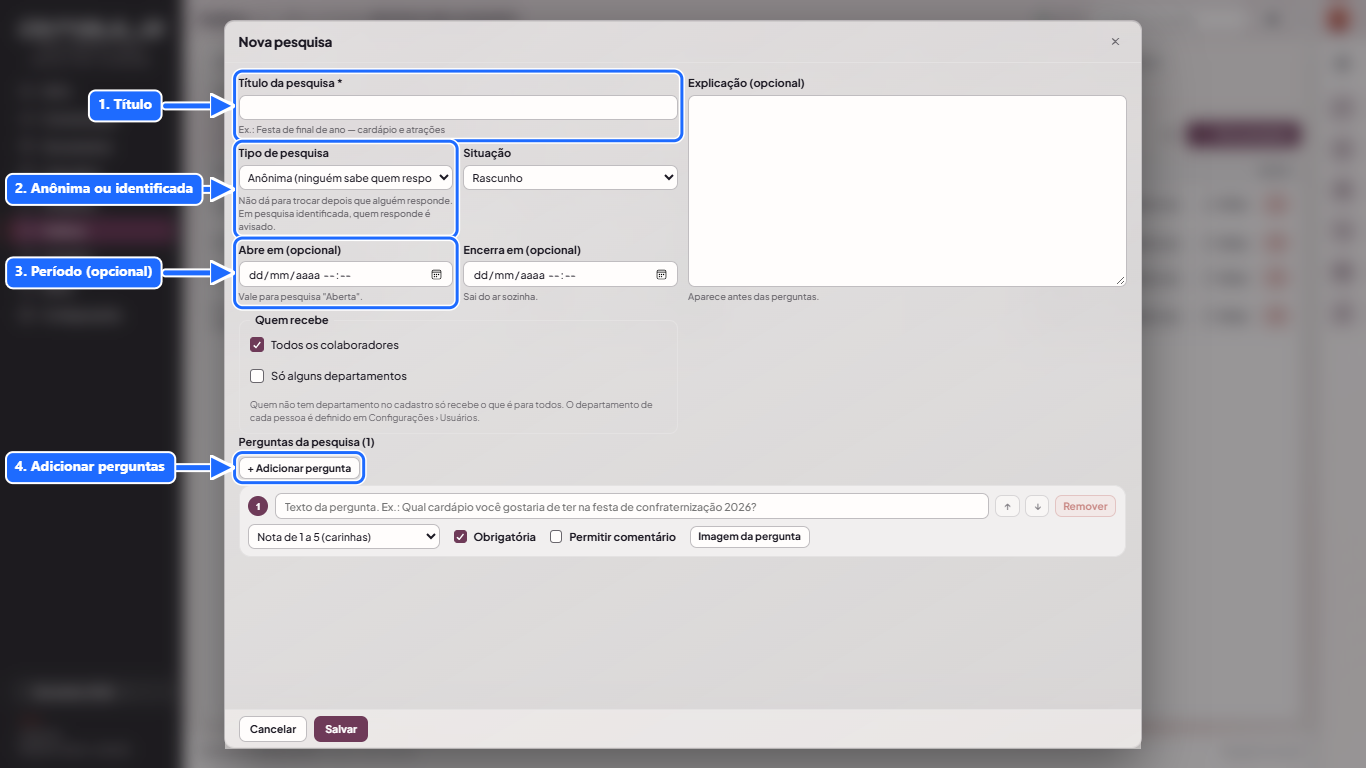 Nova pesquisa
×
1. Título
Título da pesquisa *
Ex.: Festa de final de ano — cardápio e atrações
Explicação (opcional)
Aparece antes das perguntas.
2. Anônima ou identificada
Tipo de pesquisa
Anônima (ninguém sabe quem respo
Não dá para trocar depois que alguém responde.
Em pesquisa identificada, quem responde é
avisado.
Situação
Rascunho
3. Período (opcional)
Abre em (opcional)
dd/mm/aaaa --:--
Vale para pesquisa "Aberta".
Encerra em (opcional)
dd/mm/aaaa --:--
Sai do ar sozinha.
Quem recebe
Todos os colaboradores
Só alguns departamentos
Quem não tem departamento no cadastro só recebe o que é para todos. O departamento de
cada pessoa é definido em Configurações › Usuários.
Perguntas da pesquisa (1)
4. Adicionar perguntas
+ Adicionar pergunta
1
Texto da pergunta. Ex.: Qual cardápio você gostaria de ter na festa de confraternização 2026?
↑
↓
Remover
Nota de 1 a 5 (carinhas)
Obrigatória
Permitir comentário
Imagem da pergunta
Cancelar
Salvar